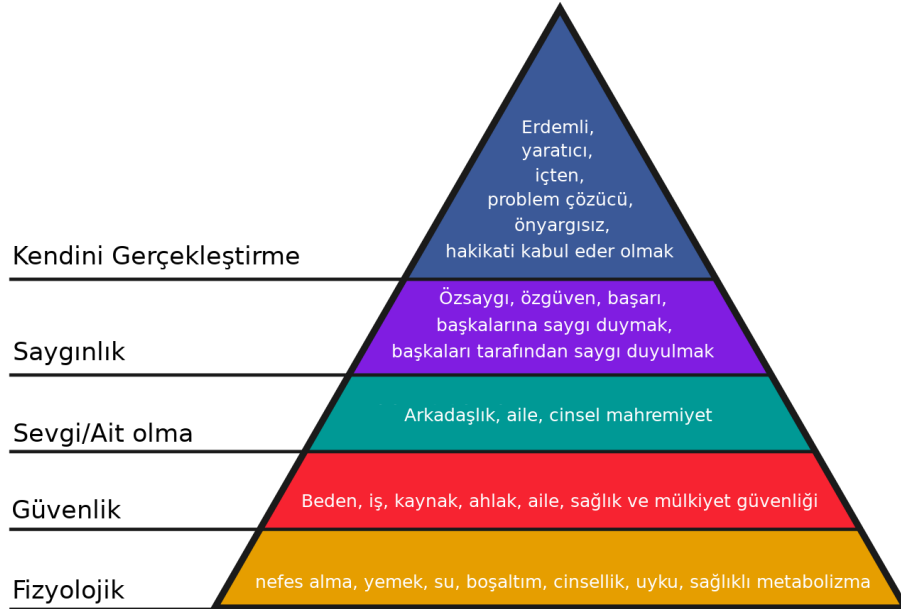 Erdemli,
yaratıcı,
içten,
problem çözücü,
önyargısız,
hakikati kabul eder olmak
Kendini Gerçekleştirme
Özsaygı, özgüven, başarı,
başkalarına saygı duymak,
başkaları tarafından saygı duyulmak
Saygınlık
Arkadaşlık, aile, cinsel mahremiyet
Sevgi/Ait olma
Beden, iş, kaynak, ahlak, aile, sağlık ve mülkiyet güvenliği
Güvenlik
nefes alma, yemek, su, boşaltım, cinsellik, uyku, sağlıklı metabolizma
Fizyolojik